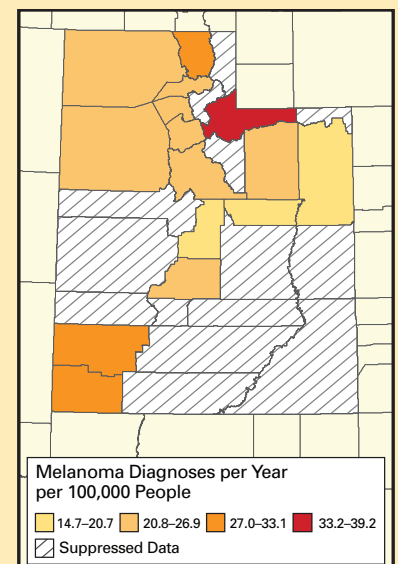 Melanoma Diagnoses per Year
per 100,000 People
14.7–20.7 20.8–26.9 27.0–33.1 33.2–39.2
Suppressed Data